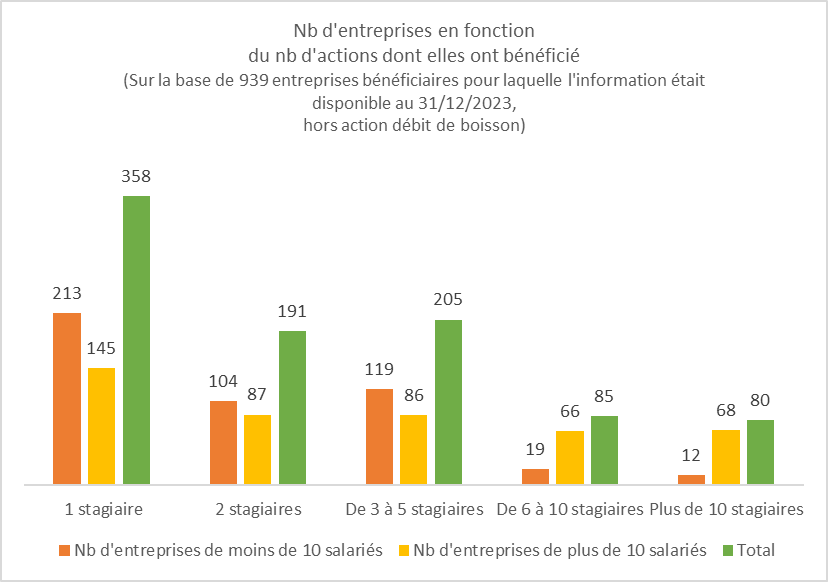 Nb d'entreprises en fonction
du nb d'actions dont elles ont bénéficié
(Sur la base de 939 entreprises bénéficiaires pour laquelle l'information était
disponible au 31/12/2023,
hors action débit de boisson)
358
213
145
191
104
87
205
119
86
19
66
85
12
68
80
1 stagiaire
2 stagiaires
De 3 à 5 stagiaires
De 6 à 10 stagiaires
Plus de 10 stagiaires
Nb d'entreprises de moins de 10 salariés
Nb d'entreprises de plus de 10 salariés
Total